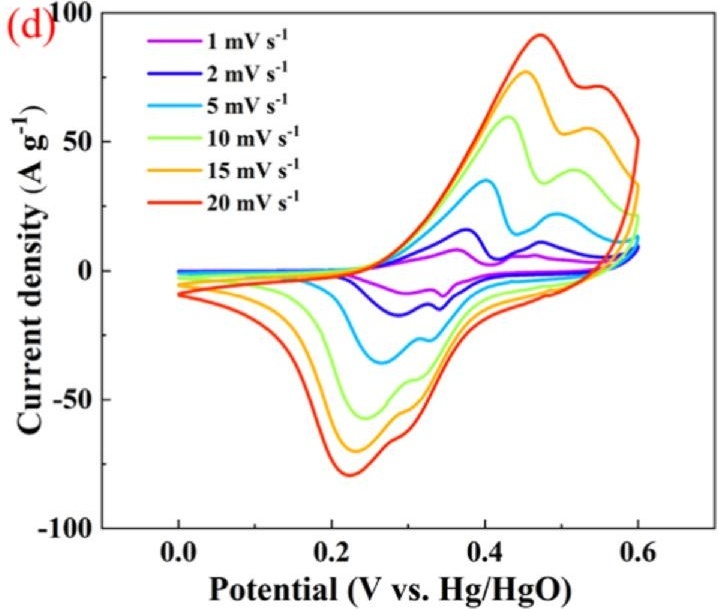 (d)
100
50
0
-50
-100
Current density (A g⁻¹)
1 mV s⁻¹
2 mV s⁻¹
5 mV s⁻¹
10 mV s⁻¹
15 mV s⁻¹
20 mV s⁻¹
0.0 0.2 0.4 0.6
Potential (V vs. Hg/HgO)